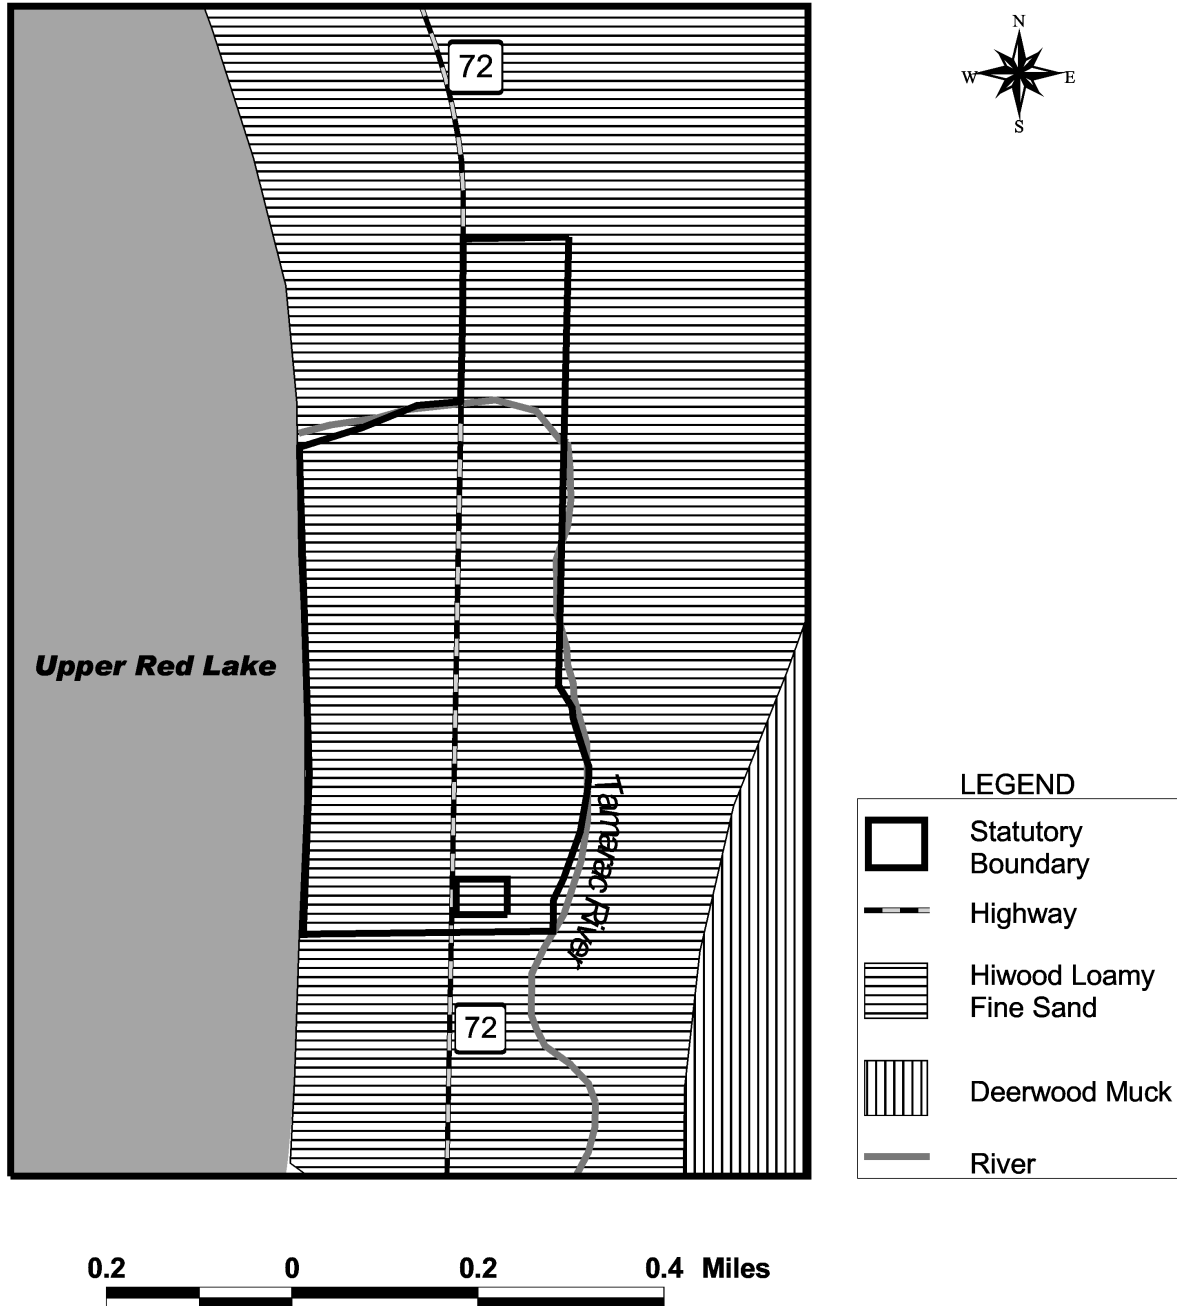 N
W E
S
72
Upper Red Lake
Tamarac River
72
LEGEND
Statutory
Boundary
Highway
Hiwood Loamy
Fine Sand
Deerwood Muck
River
0.2 0 0.2 0.4 Miles